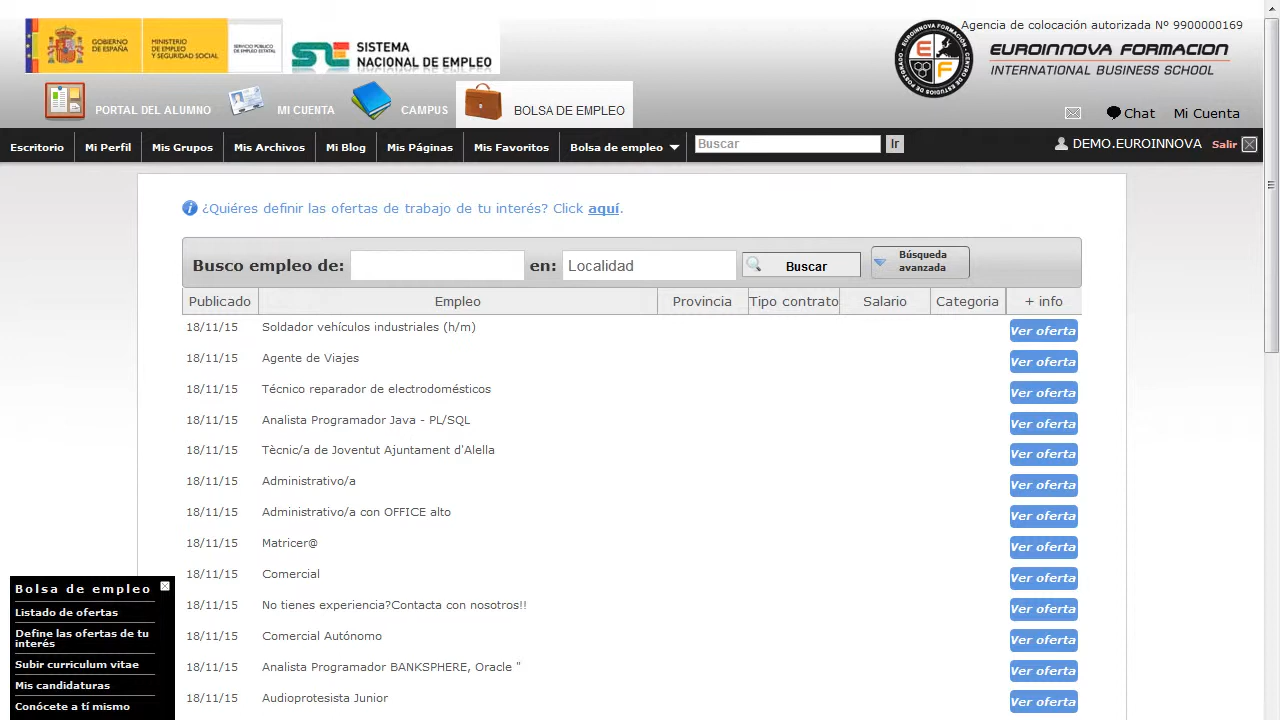 GOBIERNO DE ESPAÑA
MINISTERIO DE EMPLEO Y SEGURIDAD SOCIAL
SERVICIO PÚBLICO DE EMPLEO ESTATAL
SISTEMA NACIONAL DE EMPLEO
Agencia de colocación autorizada Nº 9900000169
EUROINNOVA FORMACION
INTERNATIONAL BUSINESS SCHOOL
PORTAL DEL ALUMNO
MI CUENTA
CAMPUS
BOLSA DE EMPLEO
Chat
Mi Cuenta
Escritorio
Mi Perfil
Mis Grupos
Mis Archivos
Mi Blog
Mis Páginas
Mis Favoritos
Bolsa de empleo
Buscar
Ir
DEMO.EUROINNOVA
Salir
¿Quiéres definir las ofertas de trabajo de tu interés? Click aquí.
Busco empleo de:
en:
Localidad
Buscar
Búsqueda avanzada
Publicado Empleo Provincia Tipo contrato Salario Categoria + info
18/11/15 Soldador vehículos industriales (h/m) Ver oferta
18/11/15 Agente de Viajes Ver oferta
18/11/15 Técnico reparador de electrodomésticos Ver oferta
18/11/15 Analista Programador Java - PL/SQL Ver oferta
18/11/15 Tècnic/a de Joventut Ajuntament d'Alella Ver oferta
18/11/15 Administrativo/a Ver oferta
18/11/15 Administrativo/a con OFFICE alto Ver oferta
18/11/15 Matricer@ Ver oferta
18/11/15 Comercial Ver oferta
18/11/15 No tienes experiencia?Contacta con nosotros!! Ver oferta
18/11/15 Comercial Autónomo Ver oferta
18/11/15 Analista Programador BANKSPHERE, Oracle " Ver oferta
18/11/15 Audioprotesista Junior Ver oferta
Bolsa de empleo
Listado de ofertas
Define las ofertas de tu
interés
Subir curriculum vitae
Mis candidaturas
Conócete a tí mismo